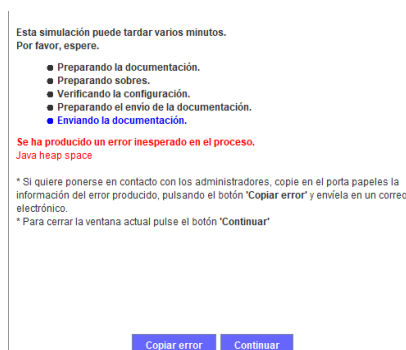 Esta simulación puede tardar varios minutos.
Por favor, espere.
Preparando la documentación.
Preparando sobres.
Verificando la configuración.
Preparando el envio de la documentación.
Enviando la documentación.
Se ha producido un error inesperado en el proceso.
Java heap space
* Si quiere ponerse en contacto con los administradores, copie en el porta papeles la
información del error producido, pulsando el botón 'Copiar error' y envíela en un correo
electrónico.
* Para cerrar la ventana actual pulse el botón 'Continuar'
Copiar error Continuar